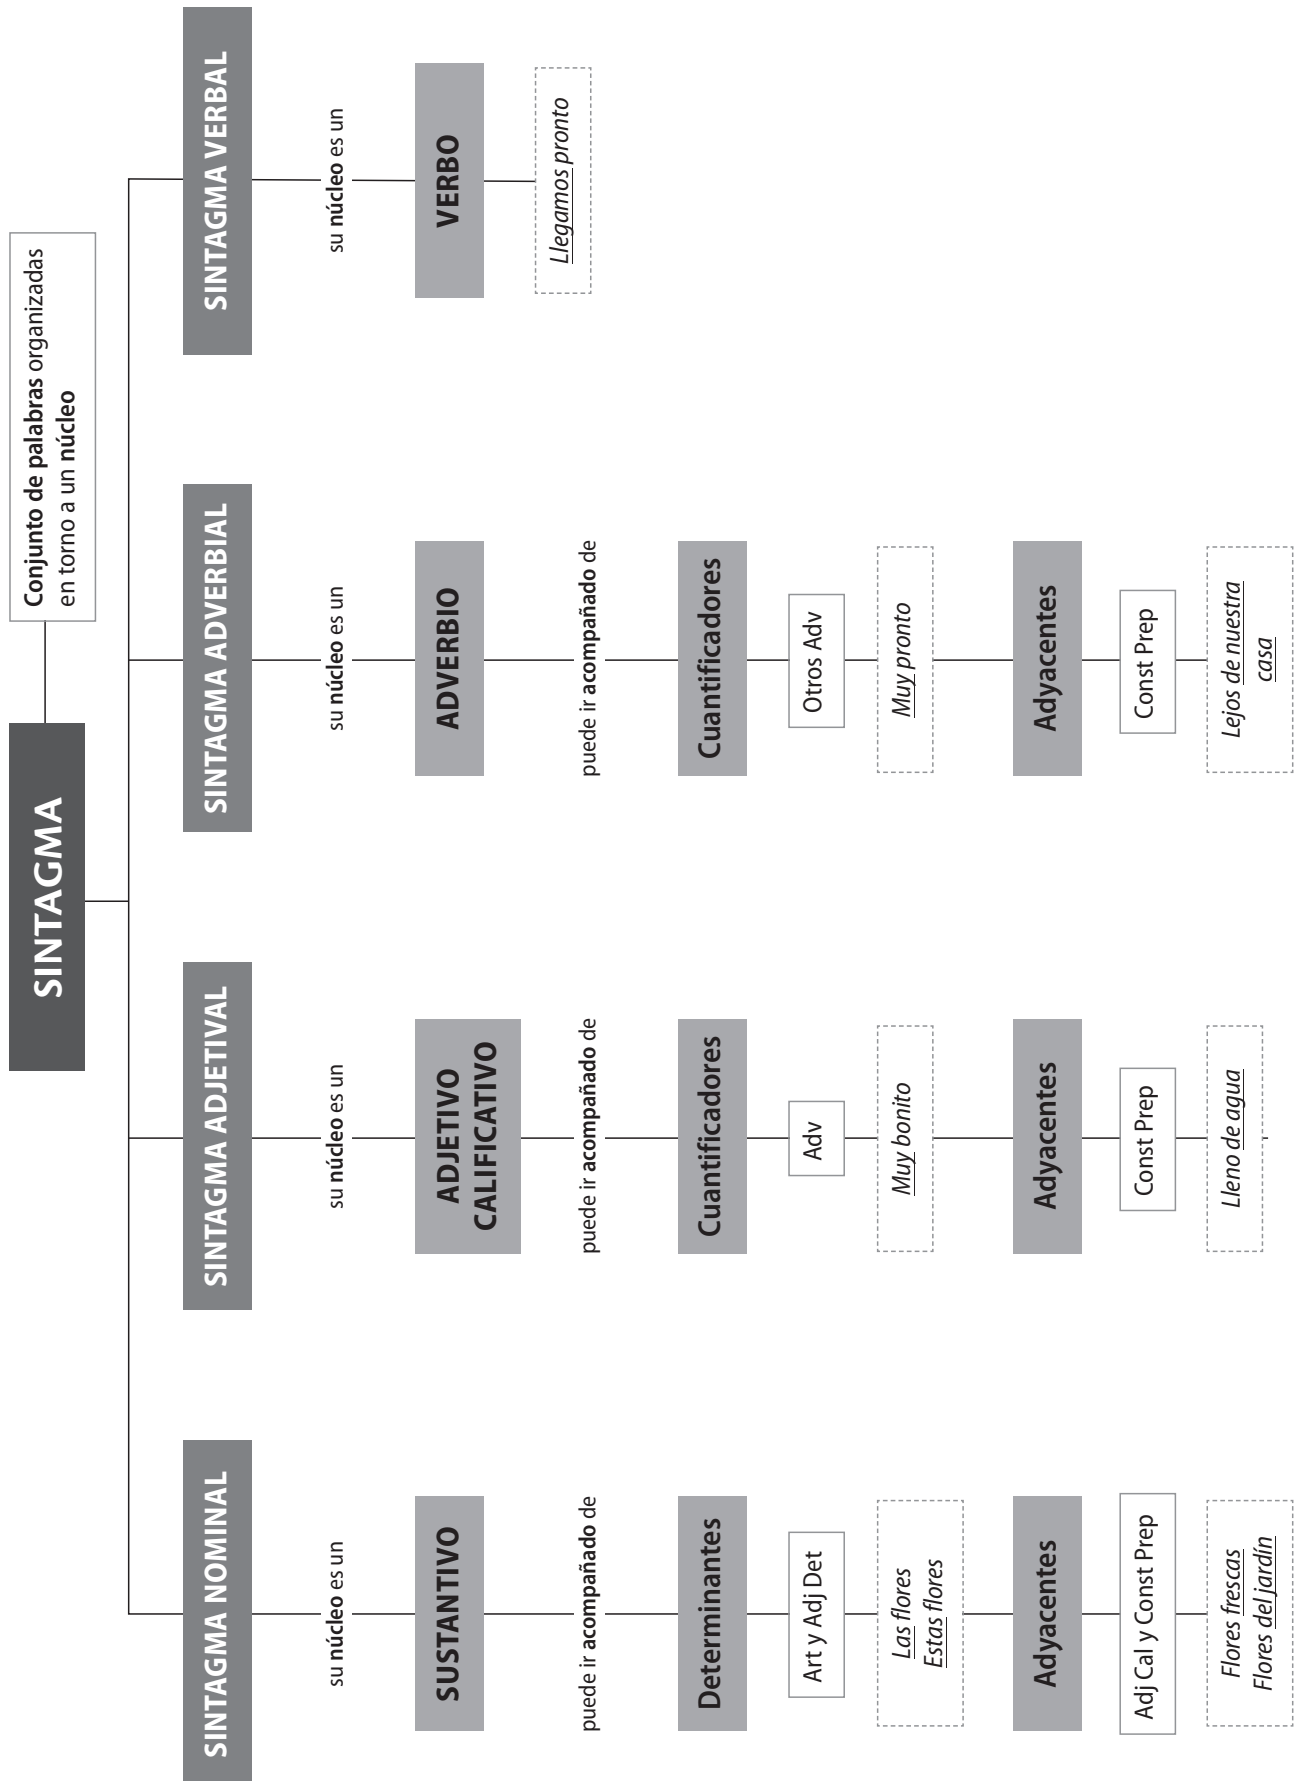 SINTAGMA
Conjunto de palabras organizadas
en torno a un núcleo
SINTAGMA NOMINAL
su núcleo es un
SUSTANTIVO
puede ir acompañado de
Determinantes
Art y Adj Det
Las flores
Estas flores
Adyacentes
Adj Cal y Const Prep
Flores frescas
Flores del jardín
SINTAGMA ADJETIVAL
su núcleo es un
ADJETIVO
CALIFICATIVO
puede ir acompañado de
Cuantificadores
Adv
Muy bonito
Adyacentes
Const Prep
Lleno de agua
SINTAGMA ADVERBIAL
su núcleo es un
ADVERBIO
puede ir acompañado de
Cuantificadores
Otros Adv
Muy pronto
Adyacentes
Const Prep
Lejos de nuestra
casa
SINTAGMA VERBAL
su núcleo es un
VERBO
Llegamos pronto